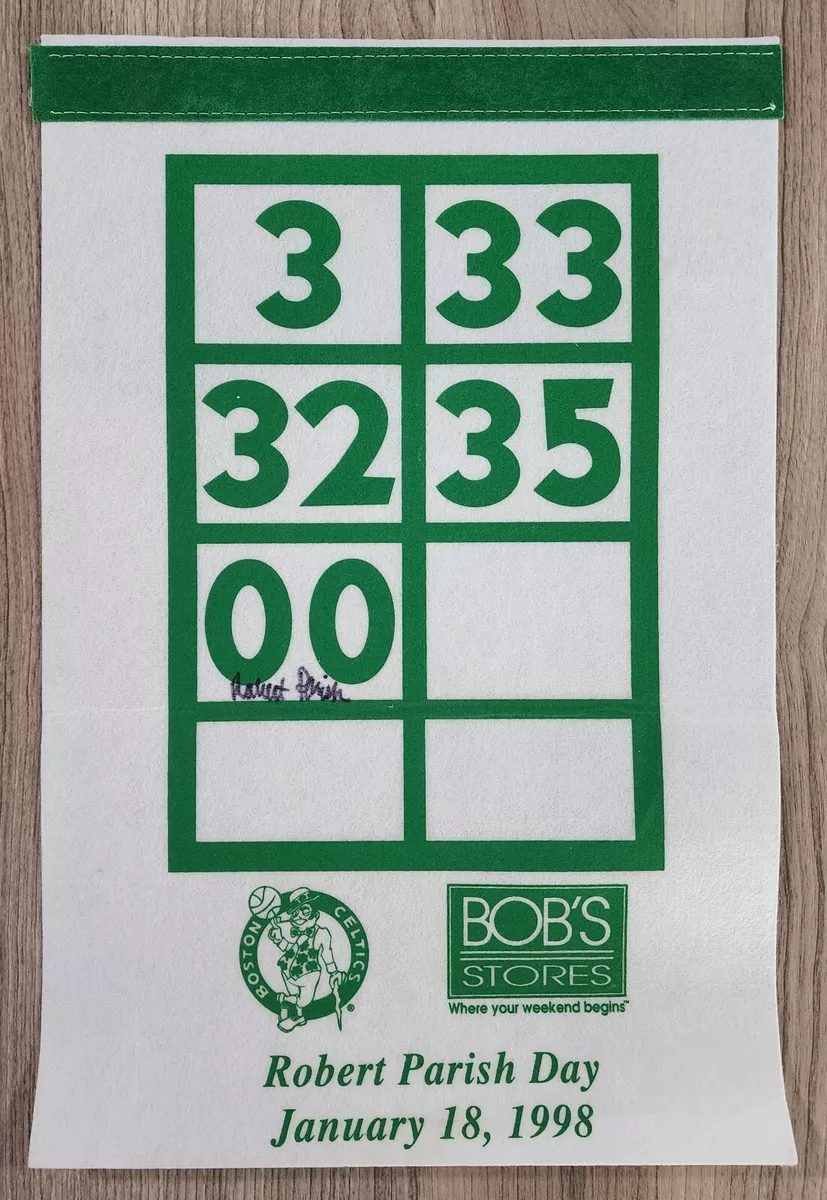 3 33
32 35
00
Robert Parish
BOSTON CELTICS ®
BOB'S
STORES
Where your weekend begins™
Robert Parish Day
January 18, 1998